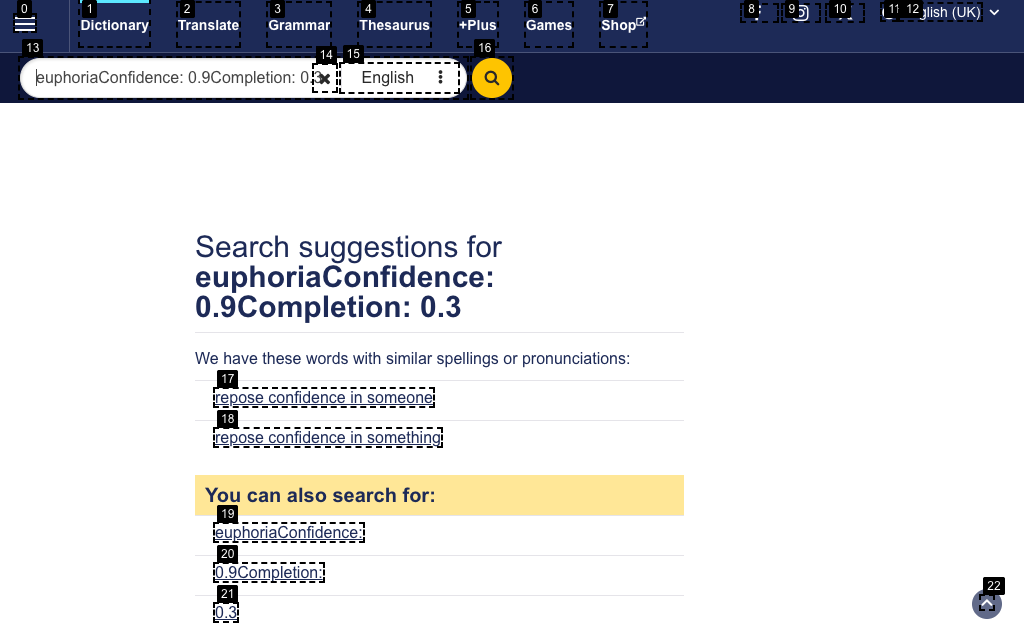 0
1
2
3
4
5
6
7
8
9
10
11
12
Dictionary
Translate
Grammar
Thesaurus
+Plus
Games
Shop
glish (UK)
13
14
15
16
euphoriaConfidence: 0.9Completion: 0.3
English
Search suggestions for
euphoriaConfidence:
0.9Completion: 0.3
We have these words with similar spellings or pronunciations:
17
repose confidence in someone
18
repose confidence in something
You can also search for:
19
euphoriaConfidence:
20
0.9Completion:
21
0.3
22